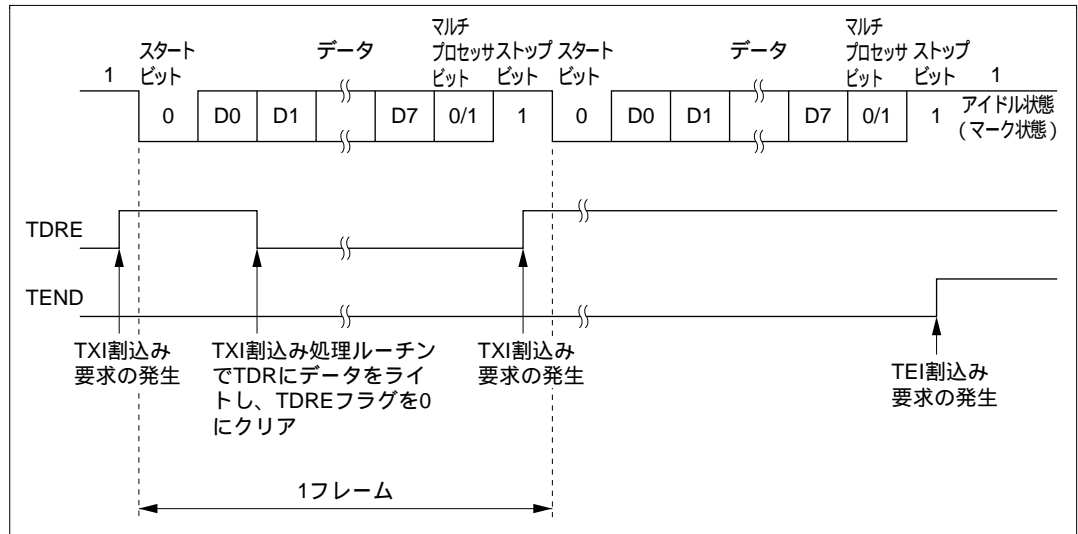 1
スタート
ビット
データ
マルチ
プロセッサ
ビット
ストップ
ビット
スタート
ビット
データ
マルチ
プロセッサ
ビット
ストップ
ビット
1
0 D0 D1 D7 0/1 1 0 D0 D1 D7 0/1 1
アイドル状態
(マーク状態)
TDRE
TEND
TXI割込み
要求の発生
TXI割込み処理ルーチン
でTDRにデータをライ
トし、TDREフラグを0
にクリア
TXI割込み
要求の発生
TEI割込み
要求の発生
1フレーム